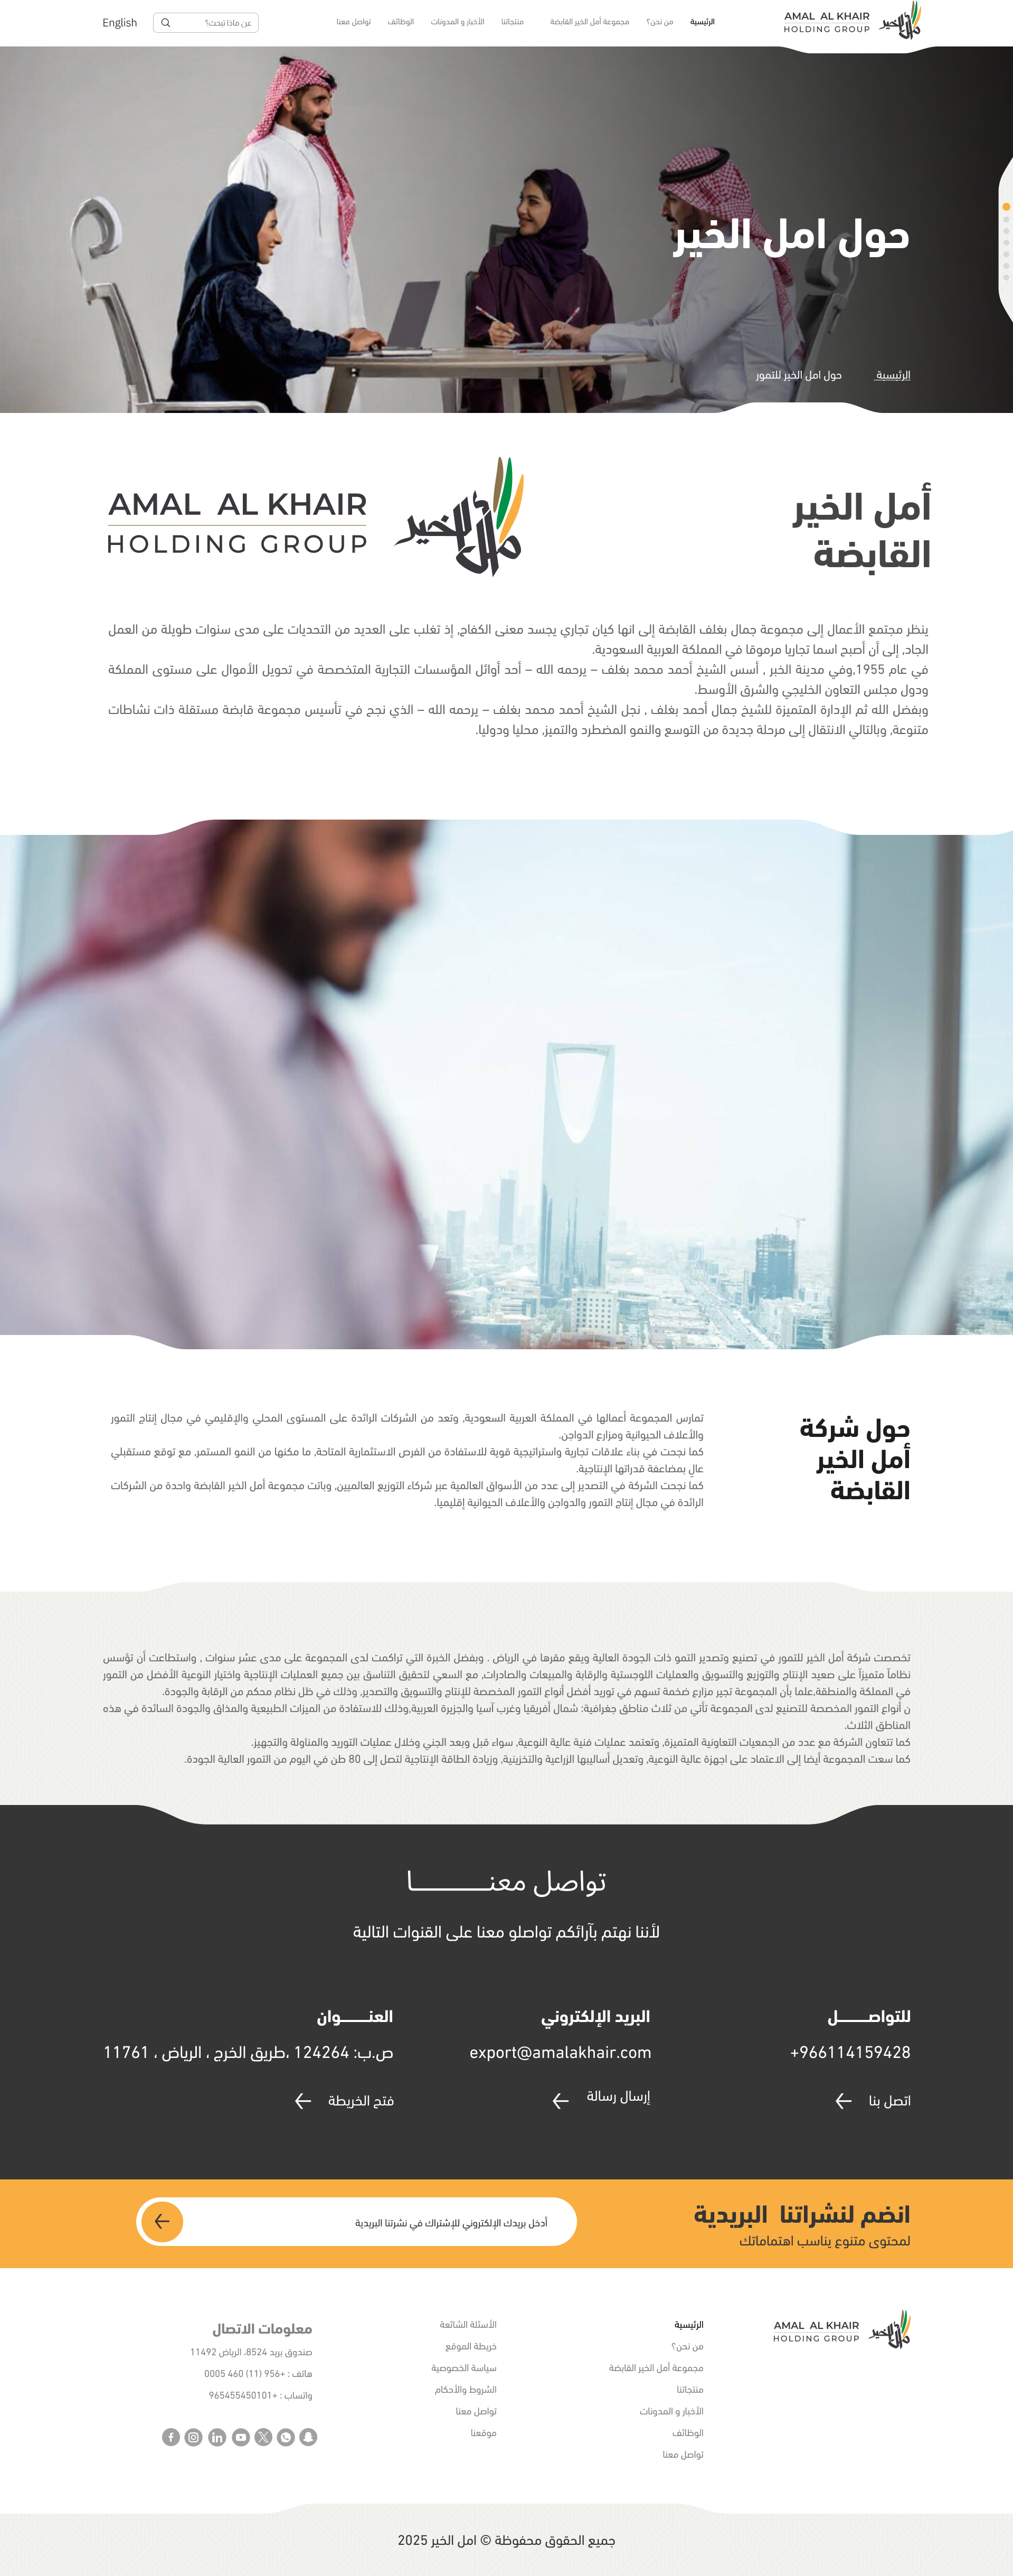 أمل الخير
AMAL AL KHAIR
HOLDING GROUP
الرئيسية
من نحن؟
مجموعة أمل الخير القابضة
منتجاتنا
الأخبار و المدونات
الوظائف
تواصل معنا
عن ماذا تبحث؟
English
حول امل الخير
الرئيسية
حول امل الخير للتمور
أمل الخير
القابضة
أمل الخير
AMAL AL KHAIR
HOLDING GROUP
ينظر مجتمع الأعمال إلى مجموعة جمال بغلف القابضة إلى انها كيان تجاري يجسد معنى الكفاح, إذ تغلب على العديد من التحديات على مدى سنوات طويلة من العمل
الجاد, إلى أن أصبح اسما تجاريا مرموقا في المملكة العربية السعودية.
في عام 1955,وفي مدينة الخبر , أسس الشيخ أحمد محمد بغلف – يرحمه الله – أحد أوائل المؤسسات التجارية المتخصصة في تحويل الأموال على مستوى المملكة
ودول مجلس التعاون الخليجي والشرق الأوسط.
وبفضل الله ثم الإدارة المتميزة للشيخ جمال أحمد بغلف , نجل الشيخ أحمد محمد بغلف – يرحمه الله – الذي نجح في تأسيس مجموعة قابضة مستقلة ذات نشاطات
متنوعة, وبالتالي الانتقال إلى مرحلة جديدة من التوسع والنمو المضطرد والتميز, محليا ودوليا.
حول شركة
أمل الخير
القابضة
تمارس المجموعة أعمالها في المملكة العربية السعودية, وتعد من الشركات الرائدة على المستوى المحلي والإقليمي في مجال إنتاج التمور
والأعلاف الحيوانية ومزارع الدواجن.
كما نجحت في بناء علاقات تجارية واستراتيجية قوية للاستفادة من الفرص الاستثمارية المتاحة, ما مكنها من النمو المستمر, مع توقع مستقبلي
عالٍ بمضاعفة قدراتها الإنتاجية.
كما نجحت الشركة في التصدير إلى عدد من الأسواق العالمية عبر شركاء التوزيع العالميين, وباتت مجموعة أمل الخير القابضة واحدة من الشركات
الرائدة في مجال إنتاج التمور والدواجن والأعلاف الحيوانية إقليميا.
تخصصت شركة أمل الخير للتمور في تصنيع وتصدير التمو ذات الجودة العالية ويقع مقرها في الرياض . وبفضل الخبرة التي تراكمت لدى المجموعة على مدى عشر سنوات , واستطاعت أن تؤسس
نظاماً متميزاً على صعيد الإنتاج والتوزيع والتسويق والعمليات اللوجستية والرقابة والمبيعات والصادرات, مع السعي لتحقيق التناسق بين جميع العمليات الإنتاجية واختيار النوعية الأفضل من التمور
في المملكة والمنطقة,علما بأن المجموعة تجير مزارع ضخمة تسهم في توريد أفضل أنواع التمور المخصصة للإنتاج والتسويق والتصدير, وذلك في ظل نظام محكم من الرقابة والجودة.
ن أنواع التمور المخصصة للتصنيع لدى المجموعة تأتي من ثلاث مناطق جغرافية: شمال أفريقيا وغرب آسيا والجزيرة العربية,وذلك للاستفادة من الميزات الطبيعية والمذاق والجودة السائدة في هذه
المناطق الثلاث.
كما تتعاون الشركة مع عدد من الجمعيات التعاونية المتميزة, وتعتمد عمليات فنية عالية النوعية, سواء قبل وبعد الجني وخلال عمليات التوريد والمناولة والتجهيز.
كما سعت المجموعة أيضا إلى الاعتماد على اجهزة عالية النوعية, وتعديل أساليبها الزراعية والتخزينية, وزيادة الطاقة الإنتاجية لتصل إلى 80 طن في اليوم من التمور العالية الجودة.
تواصل معنـــــــــا
لأننا نهتم بآرائكم تواصلو معنا على القنوات التالية
للتواصـــــل
+966114159428
اتصل بنا
البريد الإلكتروني
export@amalakhair.com
إرسال رسالة
العنـــــوان
ص.ب: 124264 ،طريق الخرج ، الرياض ، 11761
فتح الخريطة
انضم لنشراتنا البريدية
لمحتوى متنوع يناسب اهتماماتك
أدخل بريدك الإلكتروني للإشتراك في نشرتنا البريدية
أمل الخير
AMAL AL KHAIR
HOLDING GROUP
الرئيسية
من نحن؟
مجموعة أمل الخير القابضة
منتجاتنا
الأخبار و المدونات
الوظائف
تواصل معنا
الأسئلة الشائعة
خريطة الموقع
سياسة الخصوصية
الشروط والأحكام
تواصل معنا
موقعنا
معلومات الاتصال
صندوق بريد 8524، الرياض 11492
هاتف : +956 (11) 460 0005
واتساب : +965455450101
جميع الحقوق محفوظة © امل الخير 2025